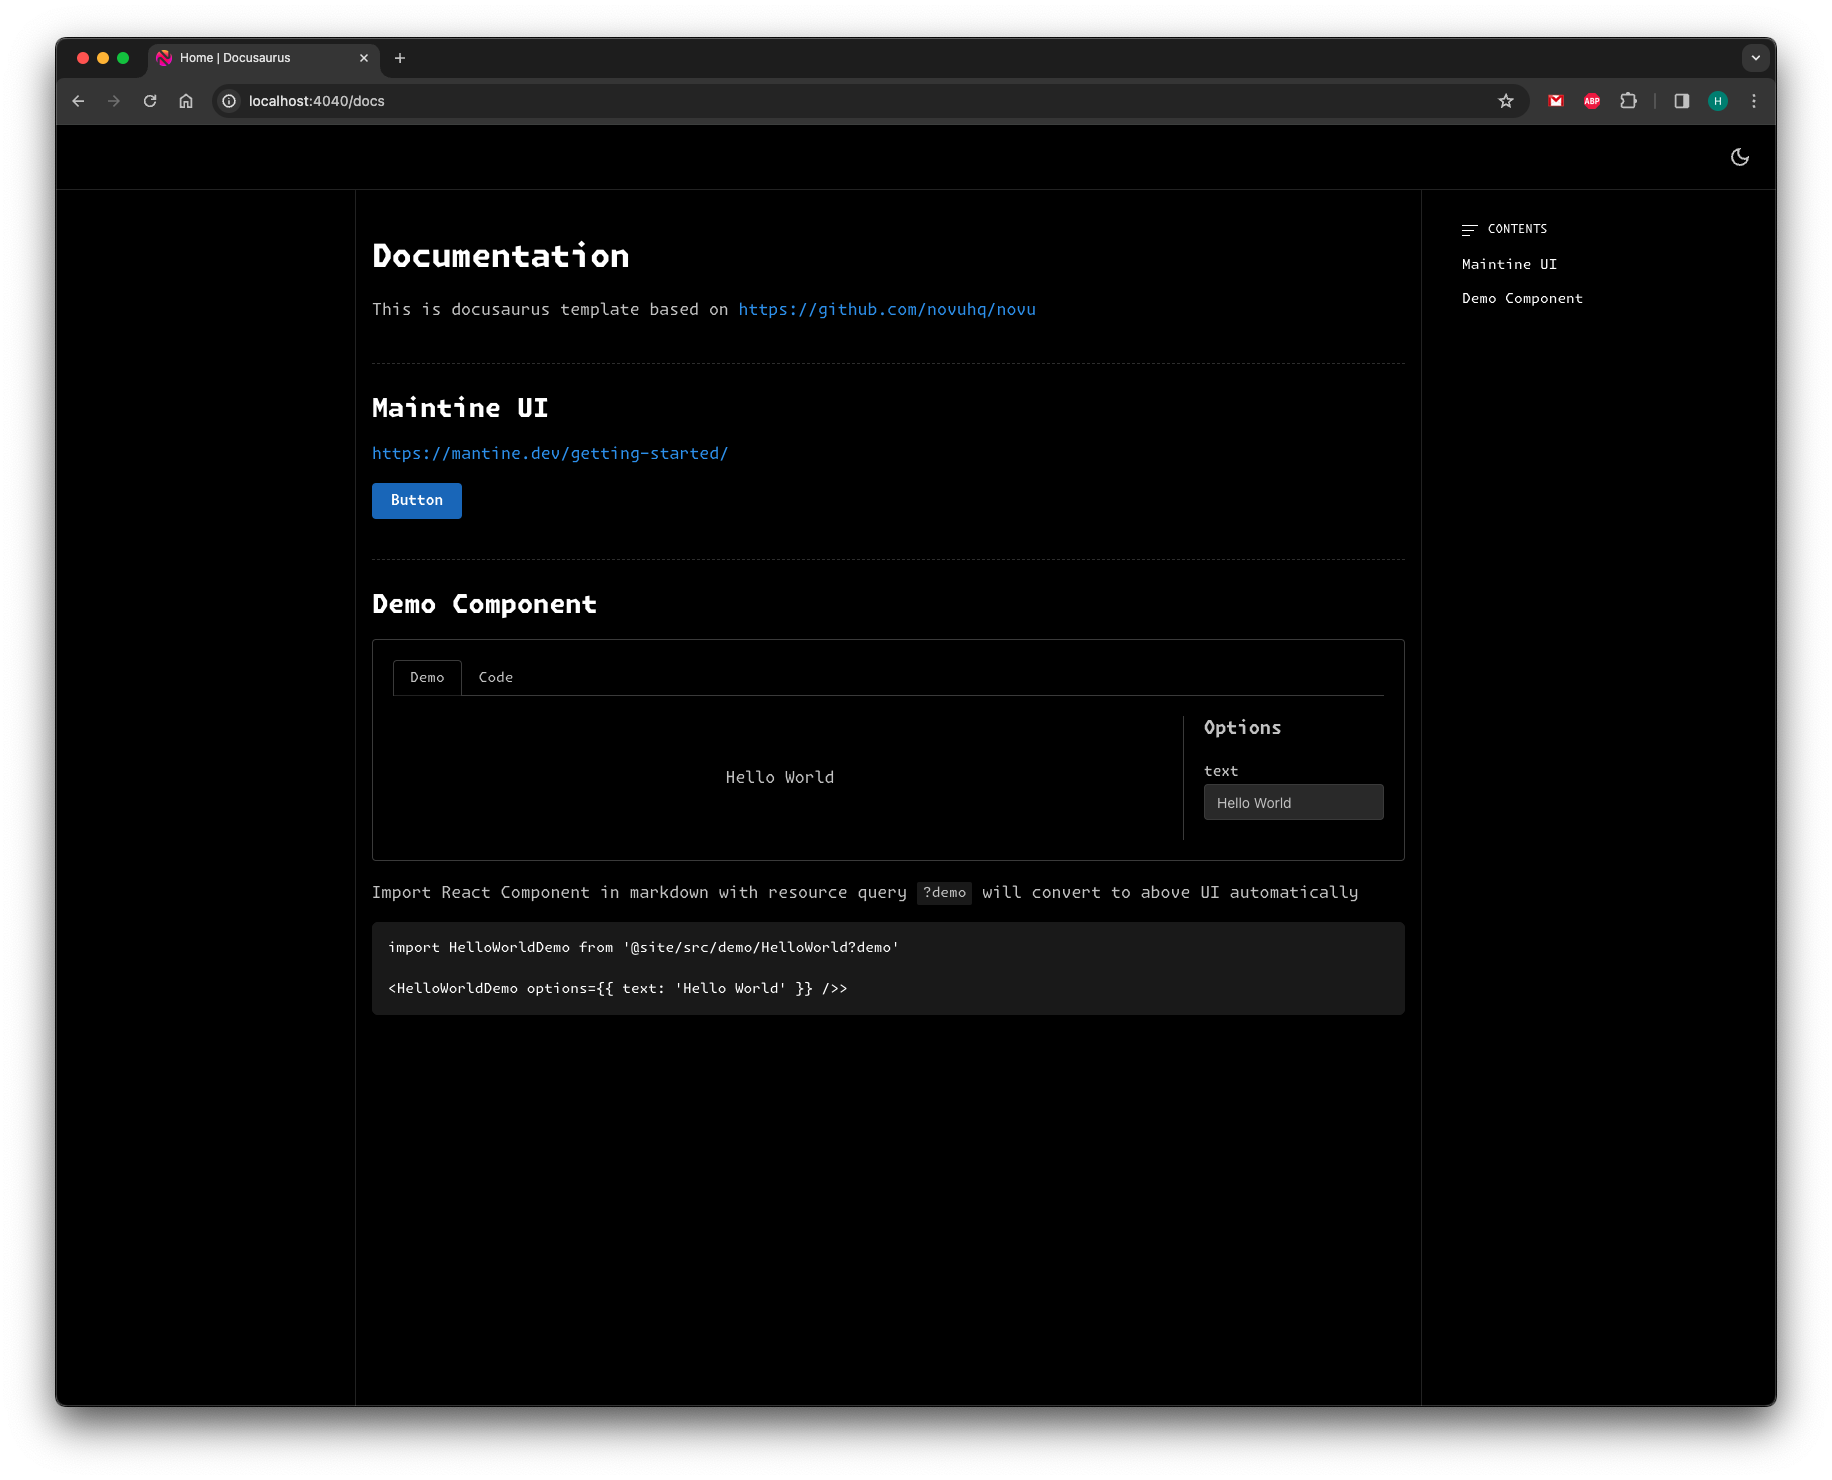 Home | Docusaurus
localhost:4040/docs
ABP
H
Documentation
This is docusaurus template based on https://github.com/novuhq/novu
Maintine UI
https://mantine.dev/getting-started/
Button
Demo Component
Demo Code
Hello World
Options
text
Hello World
Import React Component in markdown with resource query ?demo will convert to above UI automatically
import HelloWorldDemo from '@site/src/demo/HelloWorld?demo'
<HelloWorldDemo options={{ text: 'Hello World' }} />>
CONTENTS
Maintine UI
Demo Component